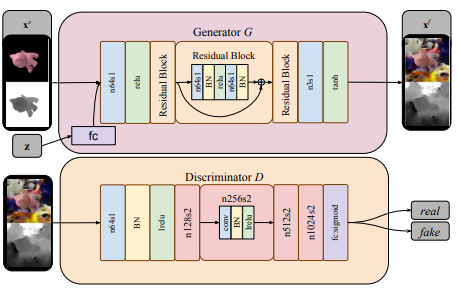 x^s
Generator G
x^f
n64s1
relu
Residual Block
Residual Block
n64s1
BN
relu
n64s1
BN
Residual Block
n3s1
tanh
z
fc
Discriminator D
n64s1
BN
lrelu
n128s2
n256s2
conv
BN
lrelu
n512s2
n1024s2
fc:sigmoid
real
fake